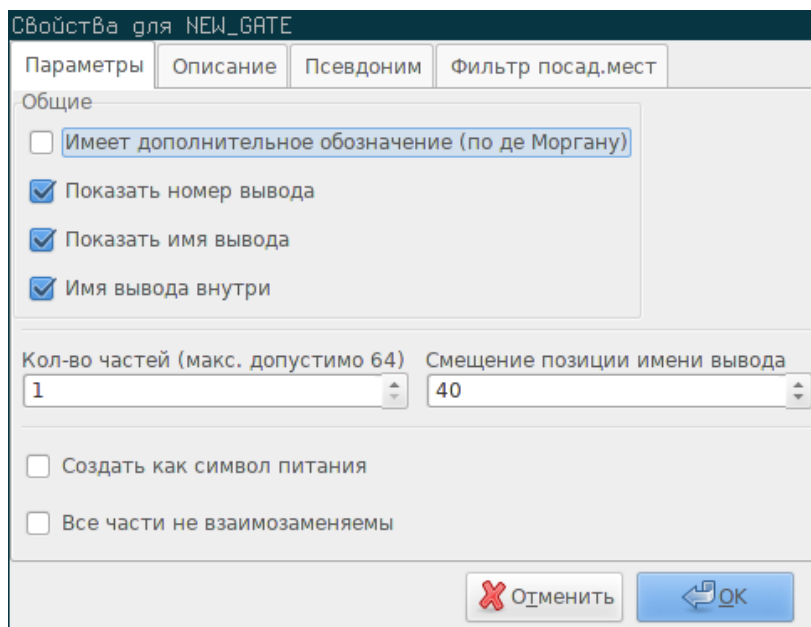 Свойства для NEW_GATE
Параметры Описание Псевдоним Фильтр посад.мест
Общие
Имеет дополнительное обозначение (по де Моргану)
Показать номер вывода
Показать имя вывода
Имя вывода внутри
Кол-во частей (макс. допустимо 64) Смещение позиции имени вывода
1 40
Создать как символ питания
Все части не взаимозаменяемы
Отменить OK